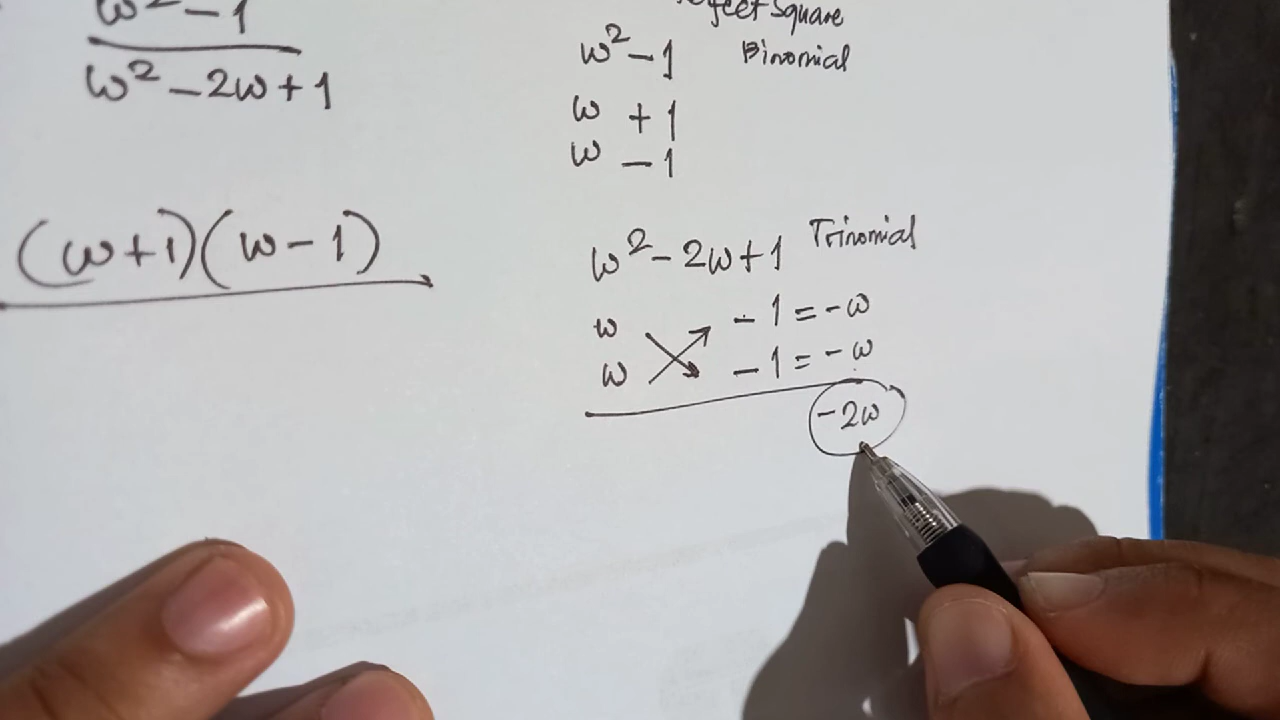 w² - 1
w² - 2w + 1
(w+1)(w-1)
Square
w² - 1 Binomial
w + 1
w - 1
w² - 2w + 1 Trinomial
w - 1 = -w
w - 1 = -w
-2w